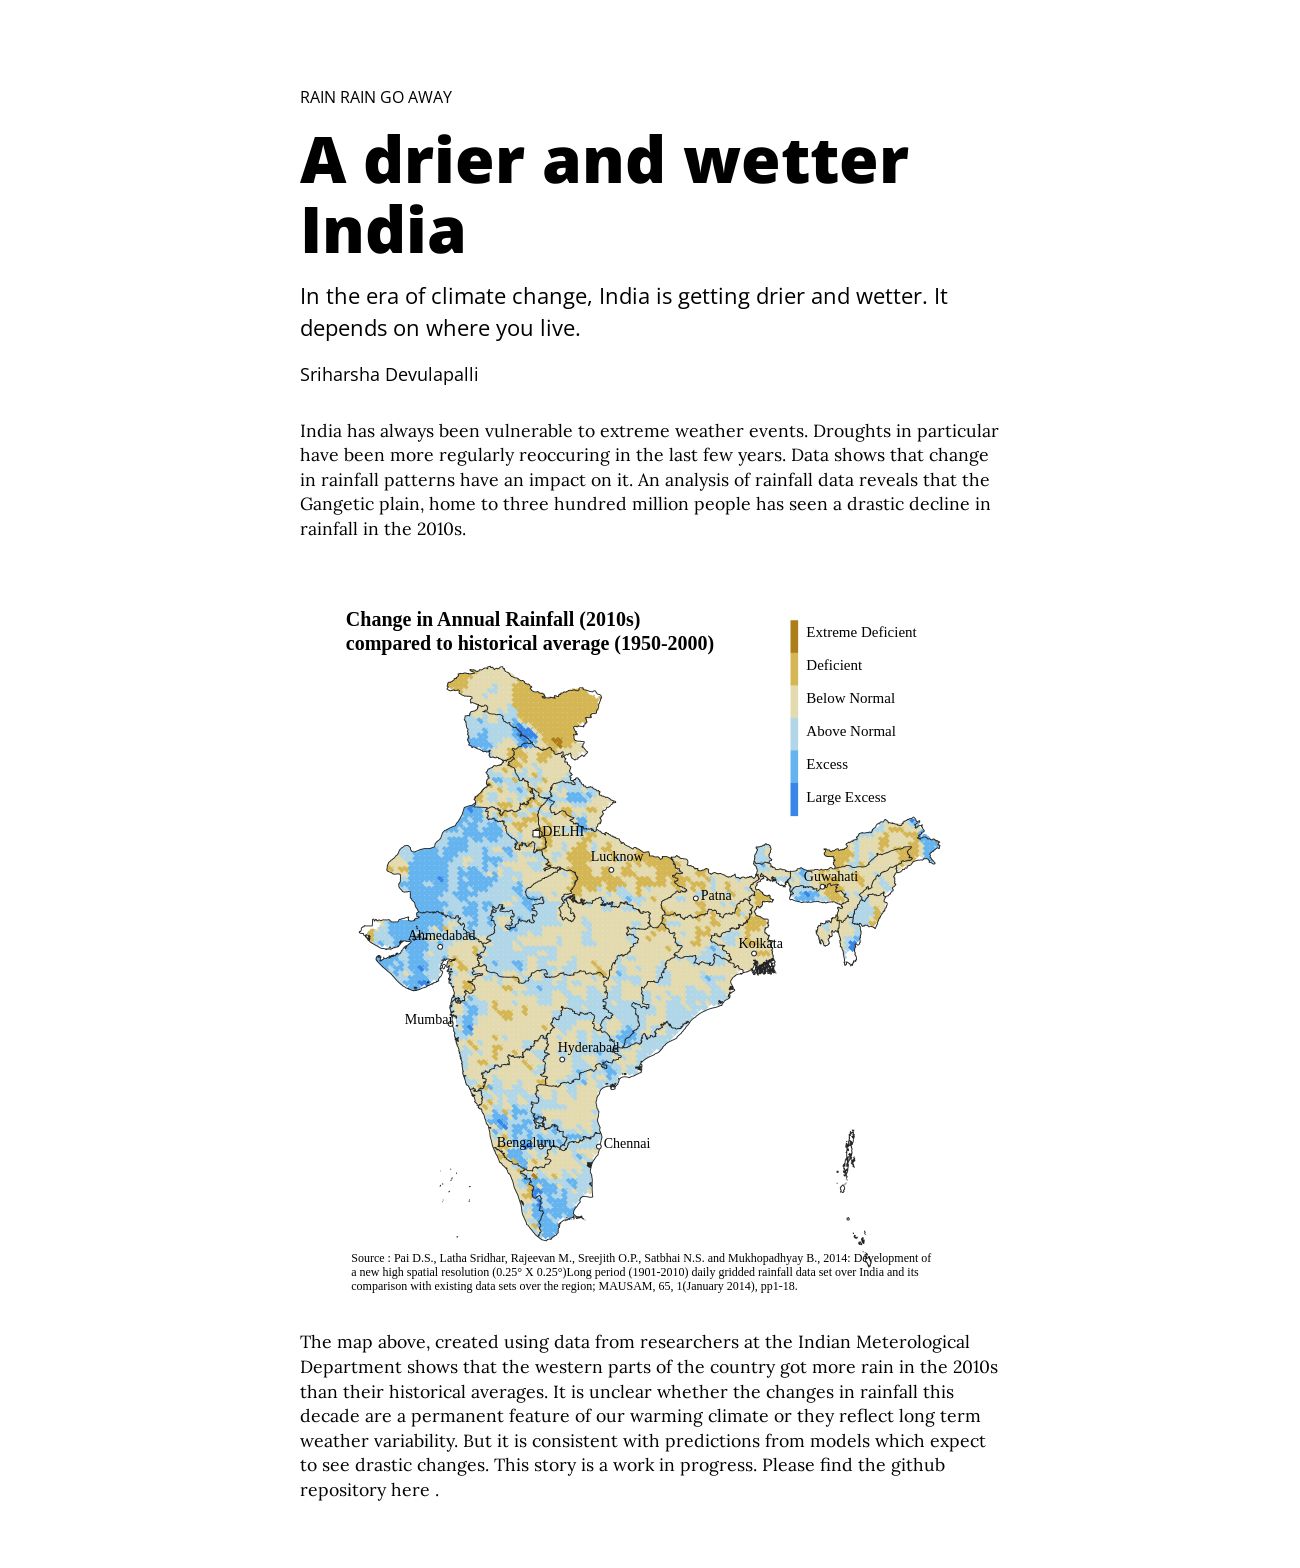 RAIN RAIN GO AWAY
A drier and wetter
India
In the era of climate change, India is getting drier and wetter. It
depends on where you live.
Sriharsha Devulapalli
India has always been vulnerable to extreme weather events. Droughts in particular
have been more regularly reoccuring in the last few years. Data shows that change
in rainfall patterns have an impact on it. An analysis of rainfall data reveals that the
Gangetic plain, home to three hundred million people has seen a drastic decline in
rainfall in the 2010s.
Change in Annual Rainfall (2010s)
compared to historical average (1950-2000)
Extreme Deficient
Deficient
Below Normal
Above Normal
Excess
Large Excess
DELHI
Lucknow
Guwahati
Patna
Ahmedabad
Kolkata
Mumbai
Hyderabad
Bengaluru
Chennai
Source : Pai D.S., Latha Sridhar, Rajeevan M., Sreejith O.P., Satbhai N.S. and Mukhopadhyay B., 2014: Development of
a new high spatial resolution (0.25° X 0.25°)Long period (1901-2010) daily gridded rainfall data set over India and its
comparison with existing data sets over the region; MAUSAM, 65, 1(January 2014), pp1-18.
The map above, created using data from researchers at the Indian Meterological
Department shows that the western parts of the country got more rain in the 2010s
than their historical averages. It is unclear whether the changes in rainfall this
decade are a permanent feature of our warming climate or they reflect long term
weather variability. But it is consistent with predictions from models which expect
to see drastic changes. This story is a work in progress. Please find the github
repository here .